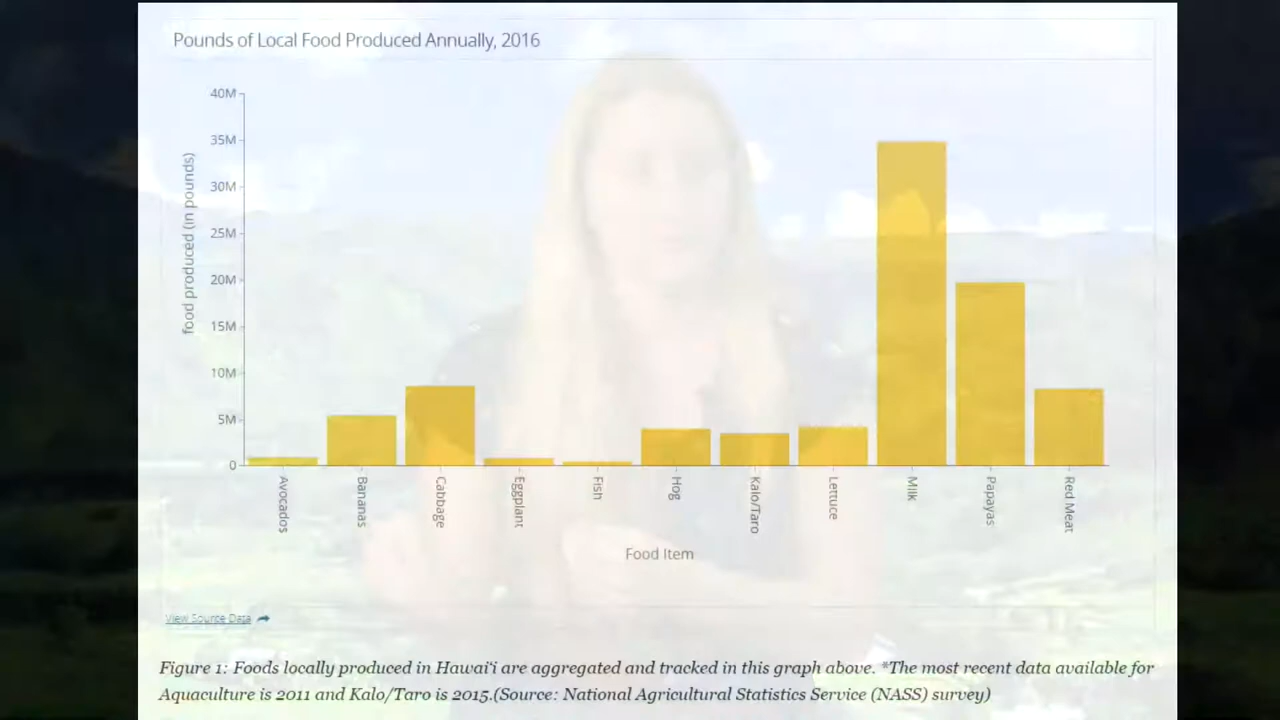 Pounds of Local Food Produced Annually, 2016
40M
35M
30M
25M
20M
15M
10M
5M
0
food produced (in pounds)
Avocados
Bananas
Cabbage
Eggplant
Fish
Hog
Kalo/Taro
Lettuce
Milk
Papayas
Red Meat
Food Item
View Source Data
Figure 1: Foods locally produced in Hawai‘i are aggregated and tracked in this graph above. *The most recent data available for
Aquaculture is 2011 and Kalo/Taro is 2015.(Source: National Agricultural Statistics Service (NASS) survey)